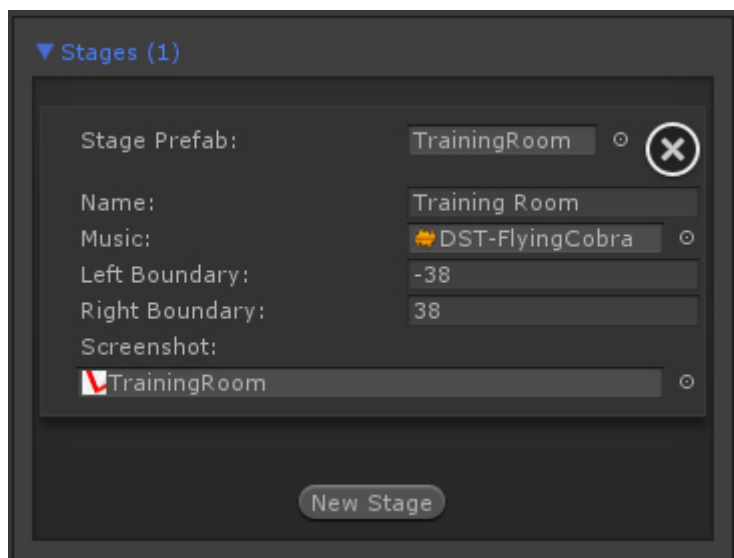 Stages (1)
Stage Prefab: TrainingRoom
Name: Training Room
Music: DST-FlyingCobra
Left Boundary: -38
Right Boundary: 38
Screenshot:
TrainingRoom
New Stage